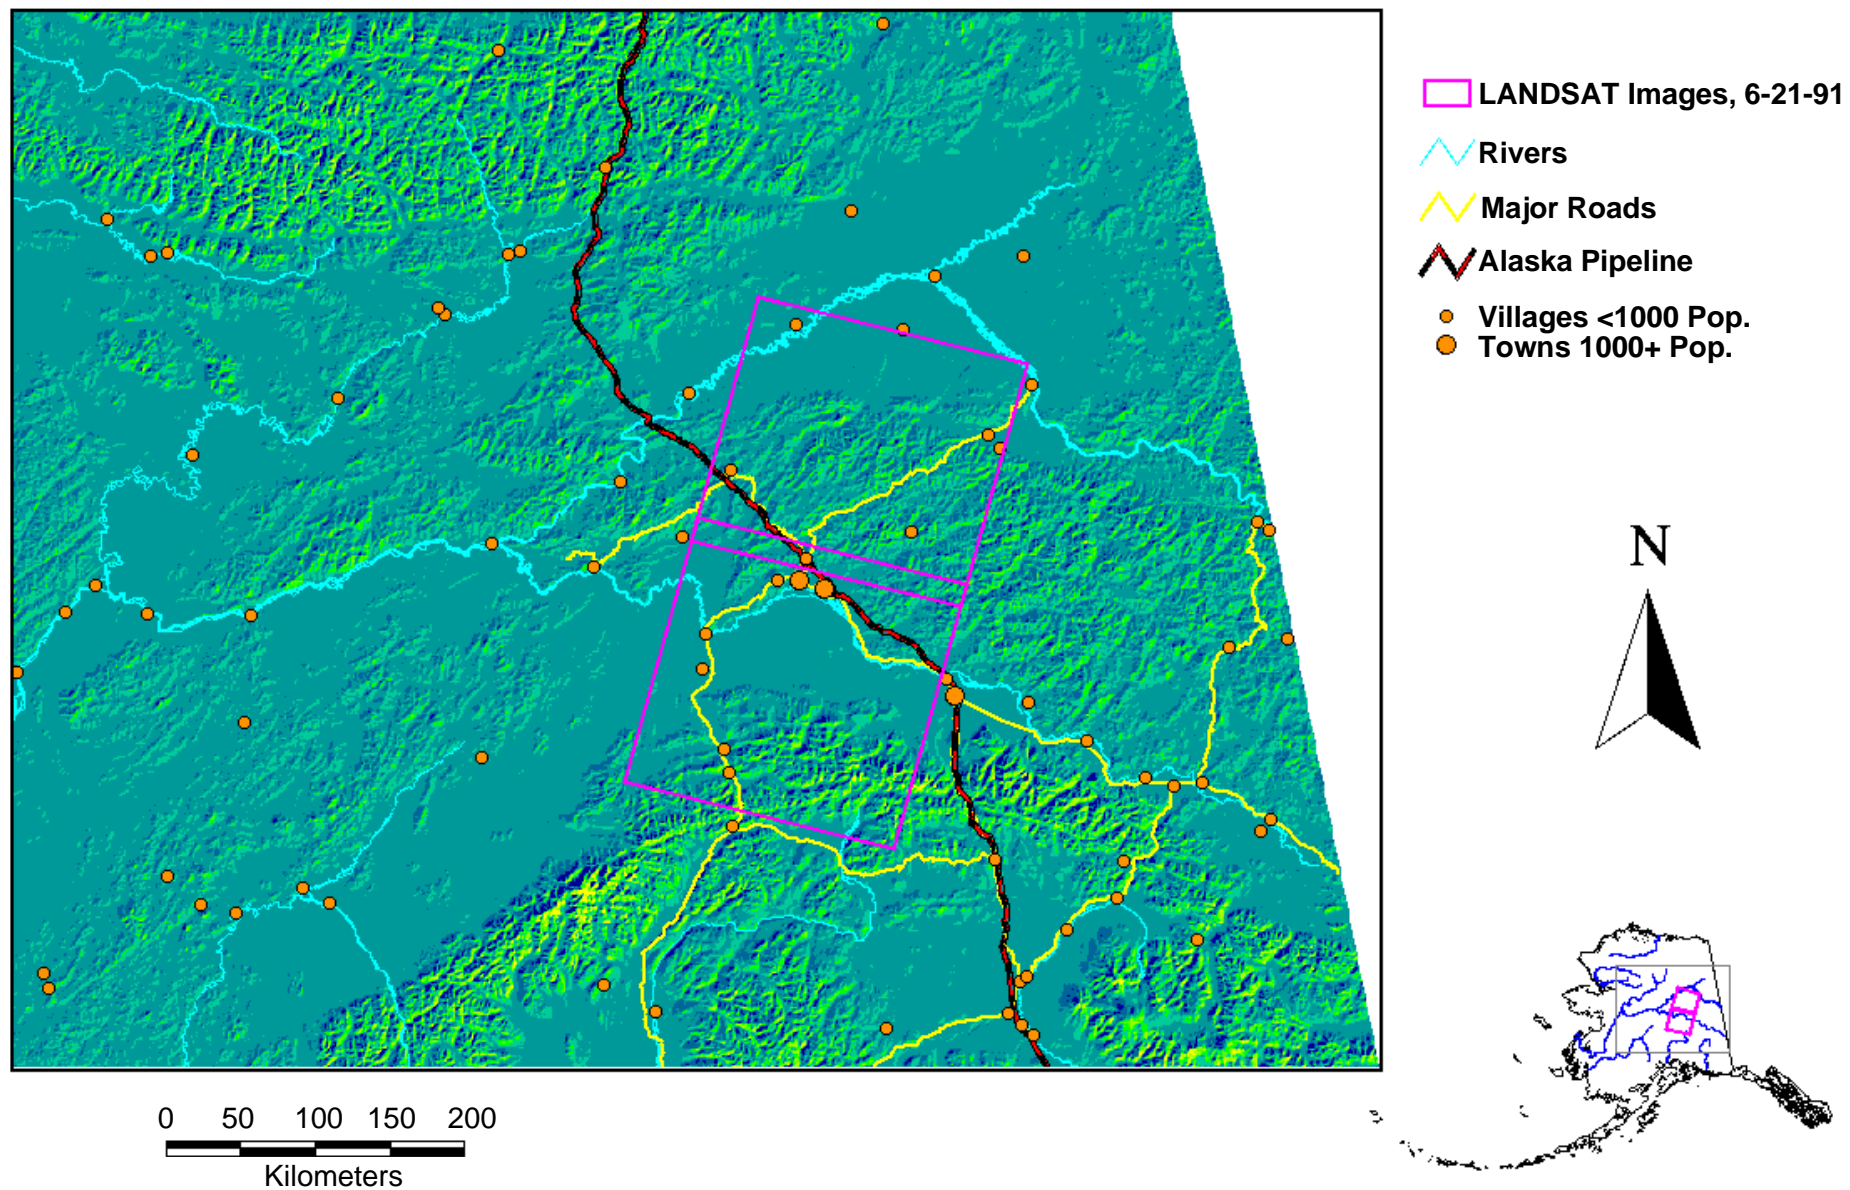 LANDSAT Images, 6-21-91
Rivers
Major Roads
Alaska Pipeline
Villages <1000 Pop.
Towns 1000+ Pop.
N
0 50 100 150 200
Kilometers